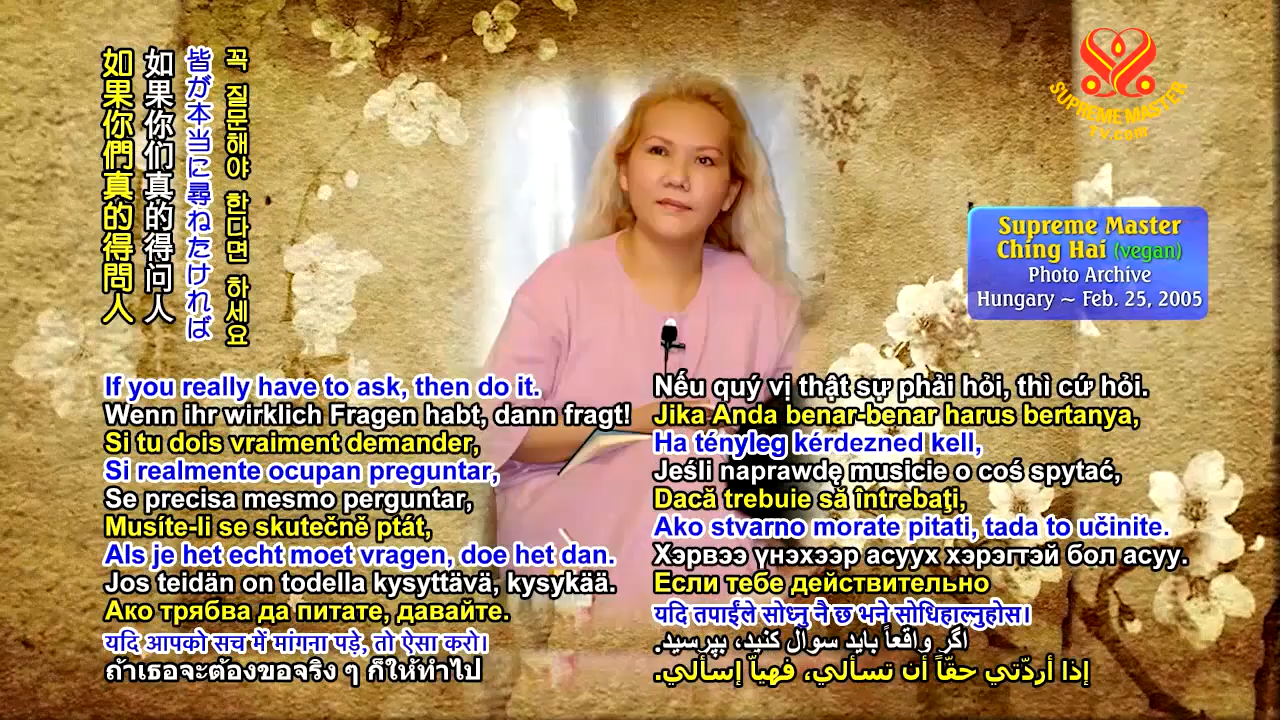 如果你們真的得問人
如果你们真的得问人
皆が本当に尋ねたければ
꼭 질문해야 한다면 하세요
SUPREME MASTER
TV.com
Supreme Master
Ching Hai (vegan)
Photo Archive
Hungary ~ Feb. 25, 2005
If you really have to ask, then do it.
Wenn ihr wirklich Fragen habt, dann fragt!
Si tu dois vraiment demander,
Si realmente ocupan preguntar,
Se precisa mesmo perguntar,
Musíte-li se skutečně ptát,
Als je het echt moet vragen, doe het dan.
Jos teidän on todella kysyttävä, kysykää.
Ако трябва да питате, давайте.
यदि आपको सच में मांगना पड़े, तो ऐसा करो।
ถ้าเธอจะต้องขอจริง ๆ ก็ให้ทำไป
Nếu quý vị thật sự phải hỏi, thì cứ hỏi.
Jika Anda benar-benar harus bertanya,
Ha tényleg kérdezned kell,
Jeśli naprawdę musicie o coś spytać,
Dacă trebuie să întrebaţi,
Ako stvarno morate pitati, tada to učinite.
Хэрвээ үнэхээр асуух хэрэгтэй бол асуу.
Если тебе действительно
यदि तपाईंले सोध्नु नै छ भने सोधिहाल्नुहोस।
اگر واقعاً باید سوال کنید، بپرسید.
إذا أردّتي حقّاً أن تسألي، فهياّ إسألي.